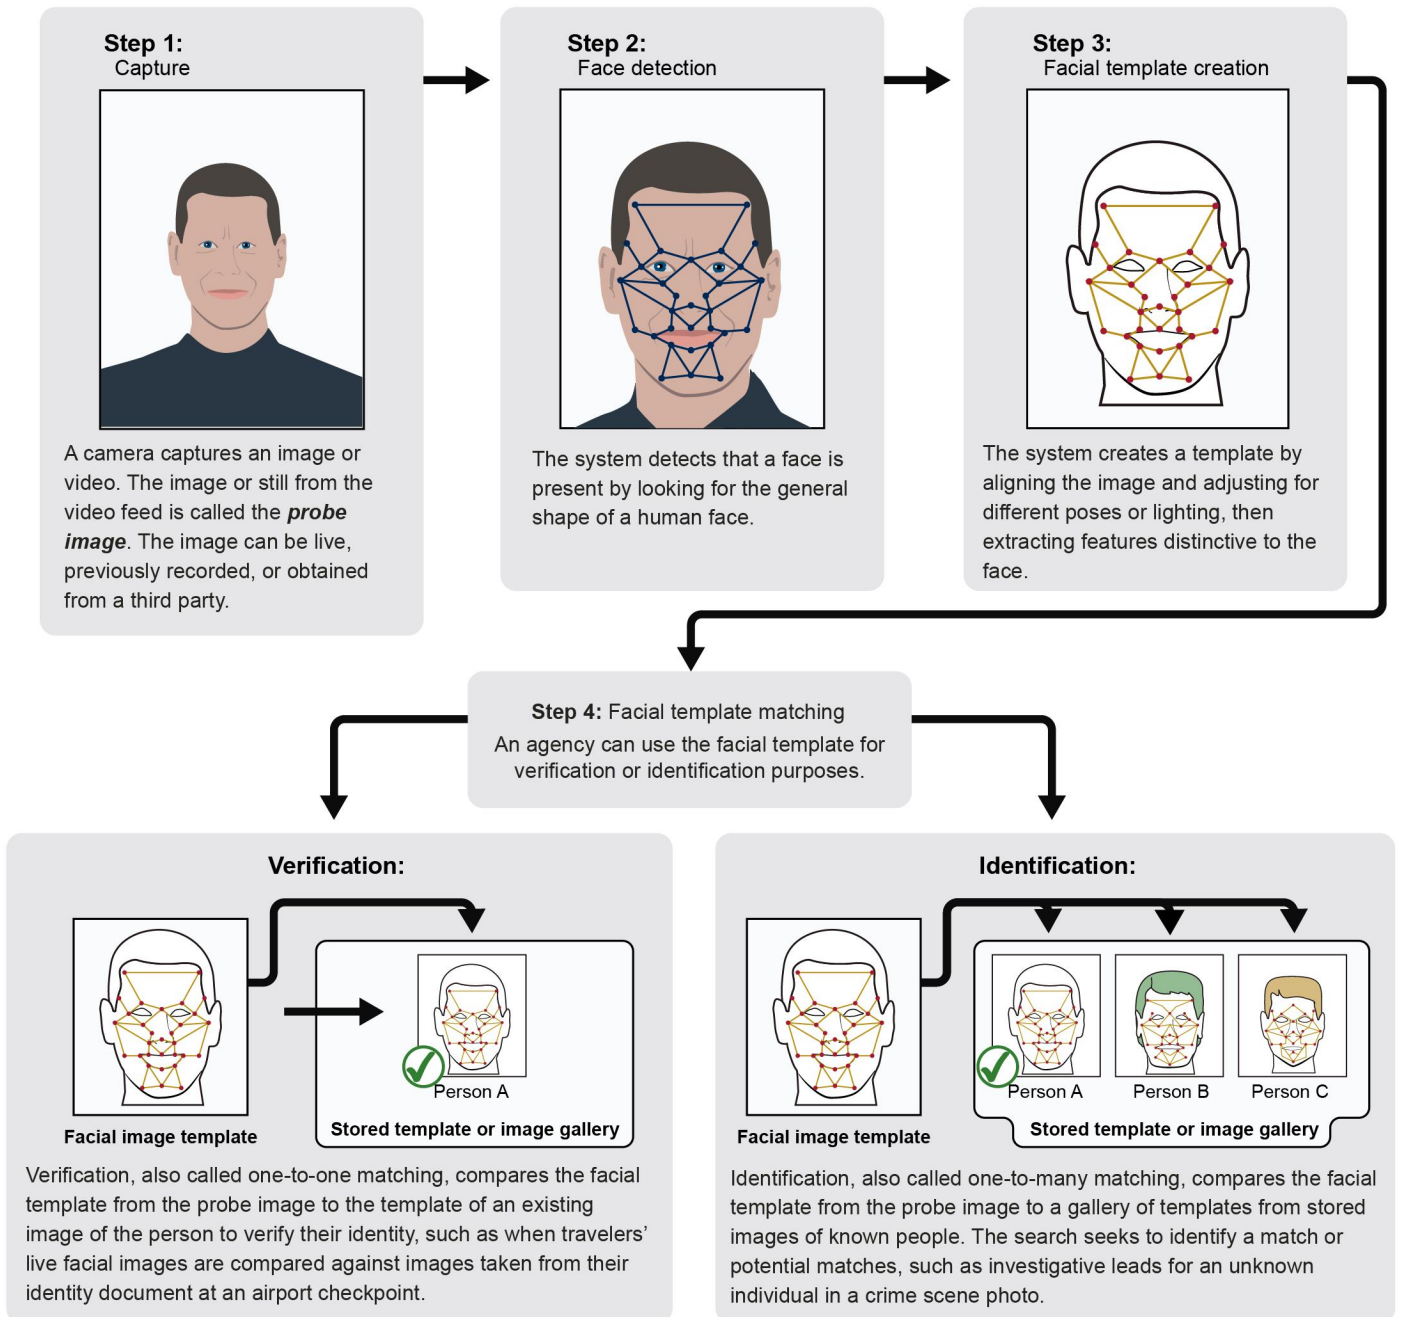 Step 1:
Capture
A camera captures an image or
video. The image or still from the
video feed is called the probe
image. The image can be live,
previously recorded, or obtained
from a third party.
Step 2:
Face detection
The system detects that a face is
present by looking for the general
shape of a human face.
Step 3:
Facial template creation
The system creates a template by
aligning the image and adjusting for
different poses or lighting, then
extracting features distinctive to the
face.
Step 4: Facial template matching
An agency can use the facial template for
verification or identification purposes.
Verification:
Person A
Facial image template
Stored template or image gallery
Verification, also called one-to-one matching, compares the facial
template from the probe image to the template of an existing
image of the person to verify their identity, such as when travelers’
live facial images are compared against images taken from their
identity document at an airport checkpoint.
Identification:
Person A
Person B
Person C
Facial image template
Stored template or image gallery
Identification, also called one-to-many matching, compares the facial
template from the probe image to a gallery of templates from stored
images of known people. The search seeks to identify a match or
potential matches, such as investigative leads for an unknown
individual in a crime scene photo.